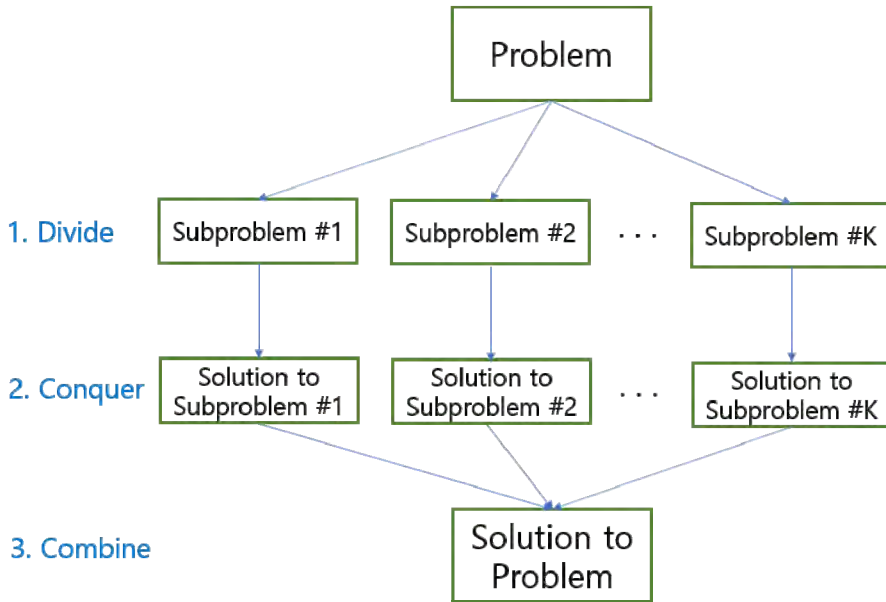 Problem
1. Divide
Subproblem #1
Subproblem #2
. . .
Subproblem #K
2. Conquer
Solution to
Subproblem #1
Solution to
Subproblem #2
. . .
Solution to
Subproblem #K
3. Combine
Solution to
Problem